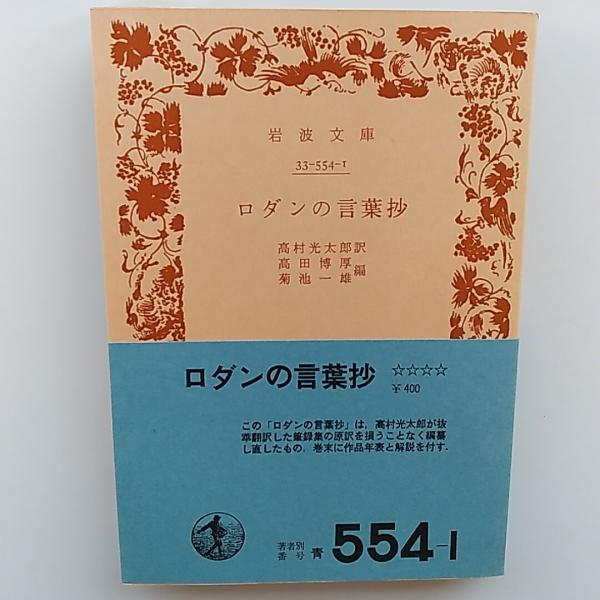 岩波文庫
33-554-1
ロダンの言葉抄
高村光太郎訳
高田博厚
菊池一雄編
ロダンの言葉抄 ☆☆☆☆
¥400
この「ロダンの言葉抄」は，高村光太郎が抜
萃翻訳した筆録集の原訳を損うことなく編纂
し直したもの．巻末に作品年表と解説を付す．
著者別
番号 青 554-1